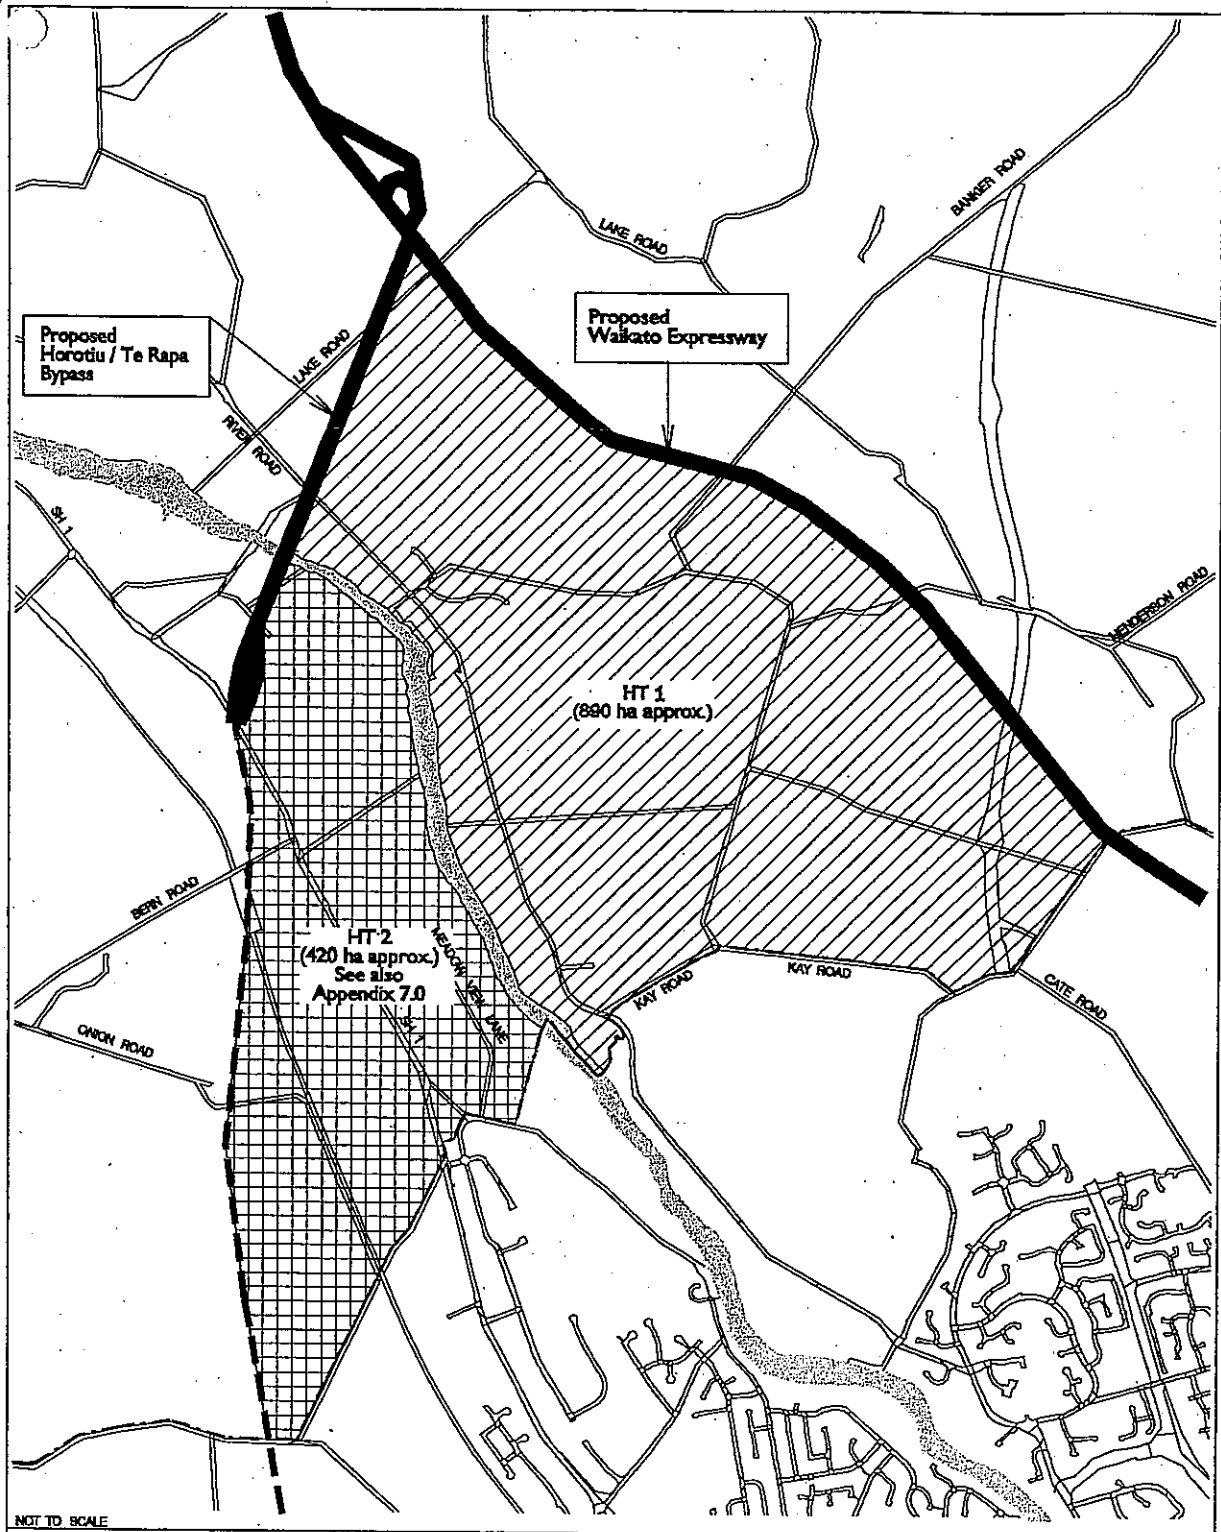 BANKIER ROAD
LAKE ROAD
Proposed
Waikato Expressway
Proposed
Horotiu / Te Rapa
Bypass
LAKE ROAD
RIVER ROAD
SH 1
HENDERSON ROAD
HT 1
(890 ha approx.)
BERN ROAD
HT 2
(420 ha approx.)
See also
Appendix 7.0
MEADOW VIEW LANE
SH 1
KAY ROAD
KAY ROAD
CATE ROAD
ONION ROAD
NOT TO SCALE